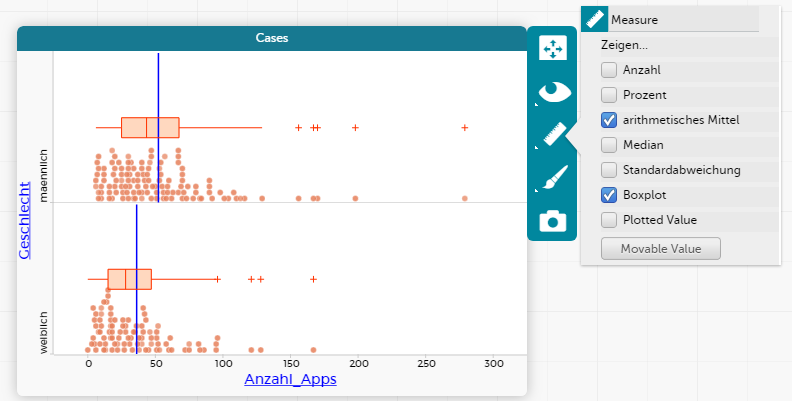 Cases
Geschlecht
maennlich
weiblich
0 50 100 150 200 250 300
Anzahl_Apps
Measure
Zeigen...
Anzahl
Prozent
arithmetisches Mittel
Median
Standardabweichung
Boxplot
Plotted Value
Movable Value